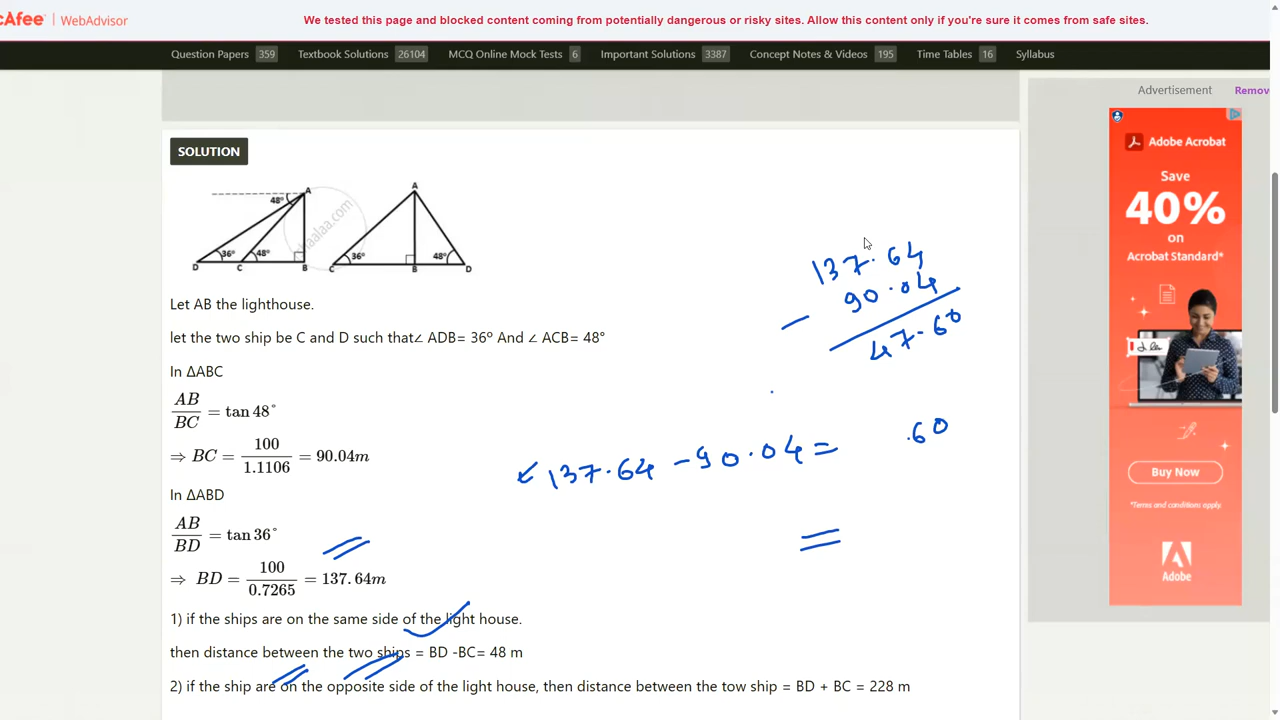 cAfee | WebAdvisor
We tested this page and blocked content coming from potentially dangerous or risky sites. Allow this content only if you're sure it comes from safe sites.
Question Papers 359 Textbook Solutions 26104 MCQ Online Mock Tests 6 Important Solutions 3387 Concept Notes & Videos 195 Time Tables 16 Syllabus
Advertisement Remov
SOLUTION
A
48°
36° 48°
D C B
A
36° 48°
C B D
haalaa.com
Let AB the lighthouse.
let the two ship be C and D such that∠ ADB= 36° And ∠ ACB= 48°
In ΔABC
AB/BC = tan 48°
⇒ BC = 100/1.1106 = 90.04m
In ΔABD
AB/BD = tan 36°
⇒ BD = 100/0.7265 = 137.64m
1) if the ships are on the same side of the light house.
then distance between the two ships = BD -BC= 48 m
2) if the ship are on the opposite side of the light house, then distance between the tow ship = BD + BC = 228 m
137.64
- 90.04
47.60
.60
137.64 - 90.04 =
=
Adobe Acrobat
Save
40%
on
Acrobat Standard*
Buy Now
*Terms and conditions apply.
Adobe